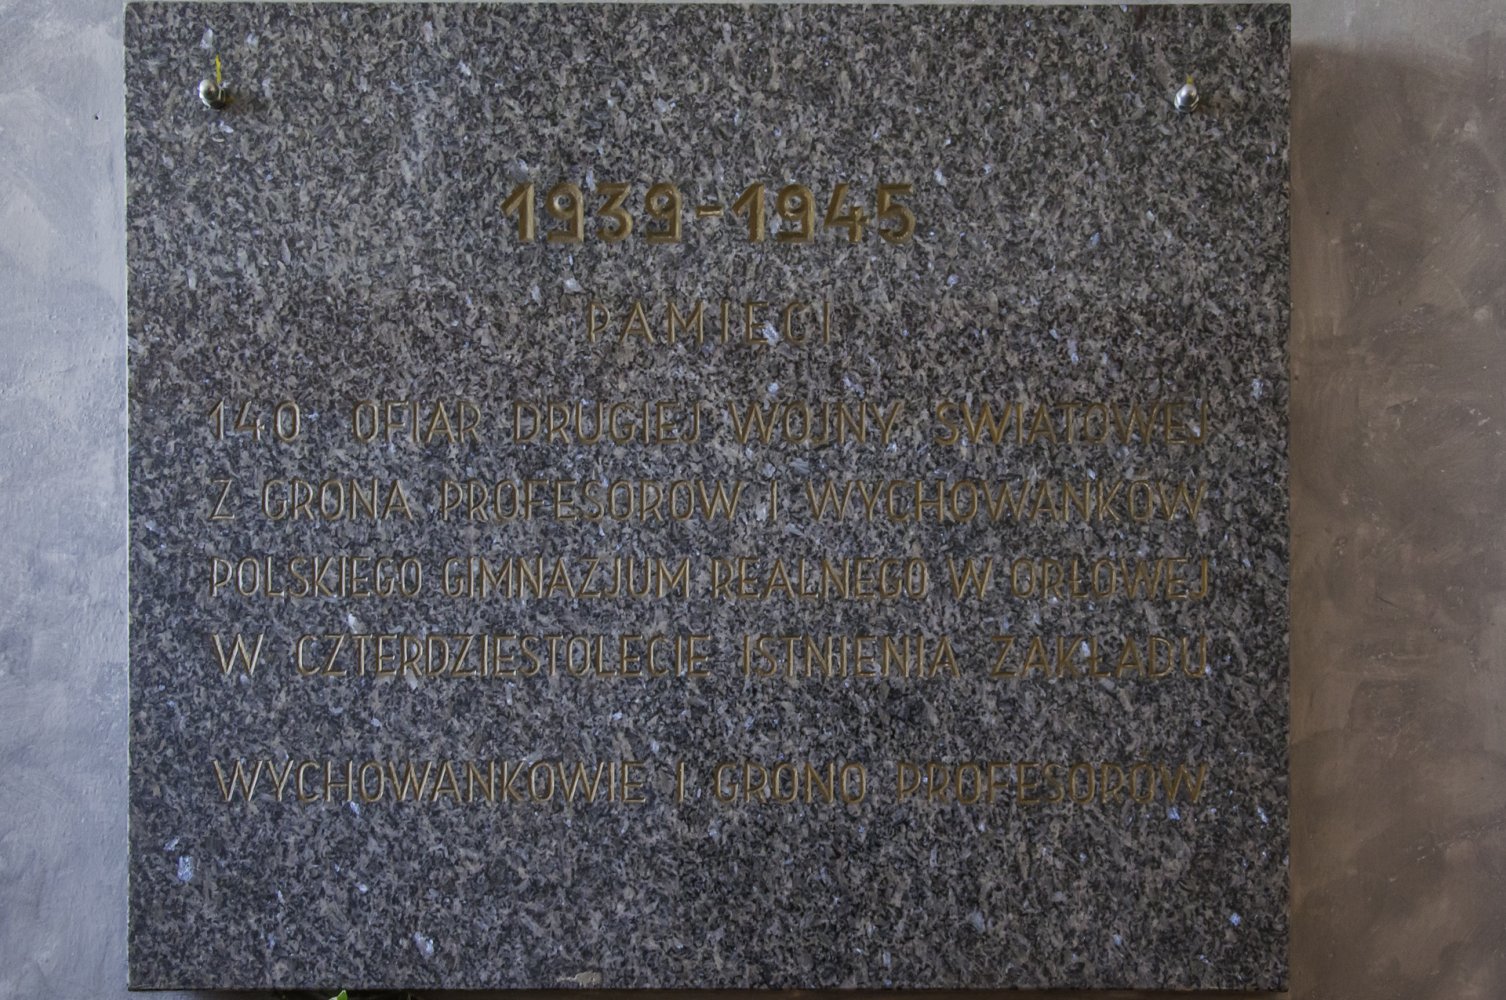 1939-1945
PAMIĘCI
140 OFIAR DRUGIEJ WOJNY ŚWIATOWEJ
Z GRONA PROFESORÓW I WYCHOWANKÓW
POLSKIEGO GIMNAZJUM REALNEGO W ORŁOWEJ
W CZTERDZIESTOLECIE ISTNIENIA ZAKŁADU
WYCHOWANKOWIE I GRONO PROFESORÓW